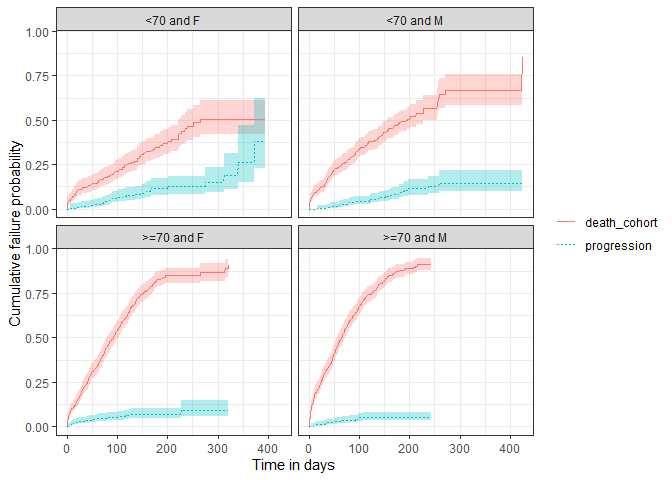 <70 and F
<70 and M
1.00
0.75
0.50
0.25
0.00
>=70 and F
>=70 and M
1.00
0.75
0.50
0.25
0.00
0 100 200 300 400
0 100 200 300 400
Time in days
Cumulative failure probability
death_cohort
progression